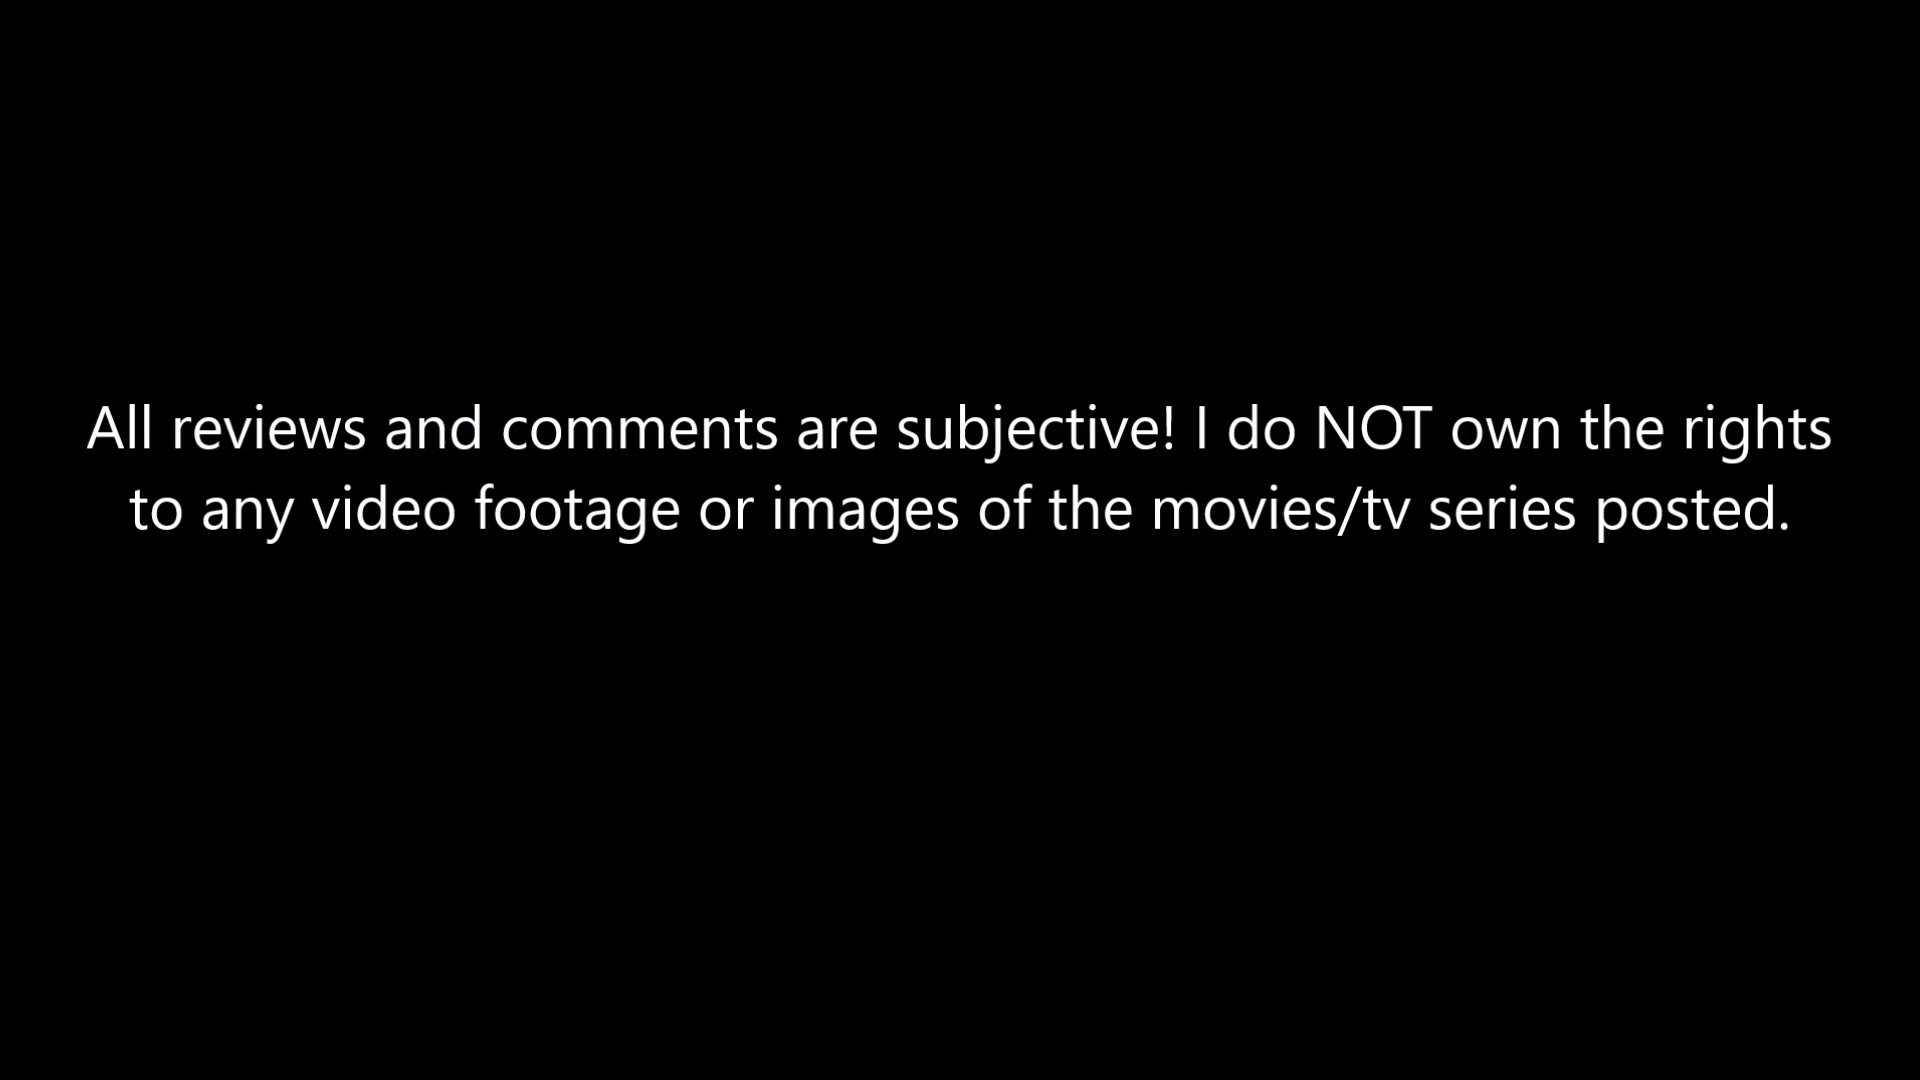 All reviews and comments are subjective! I do NOT own the rights
to any video footage or images of the movies/tv series posted.